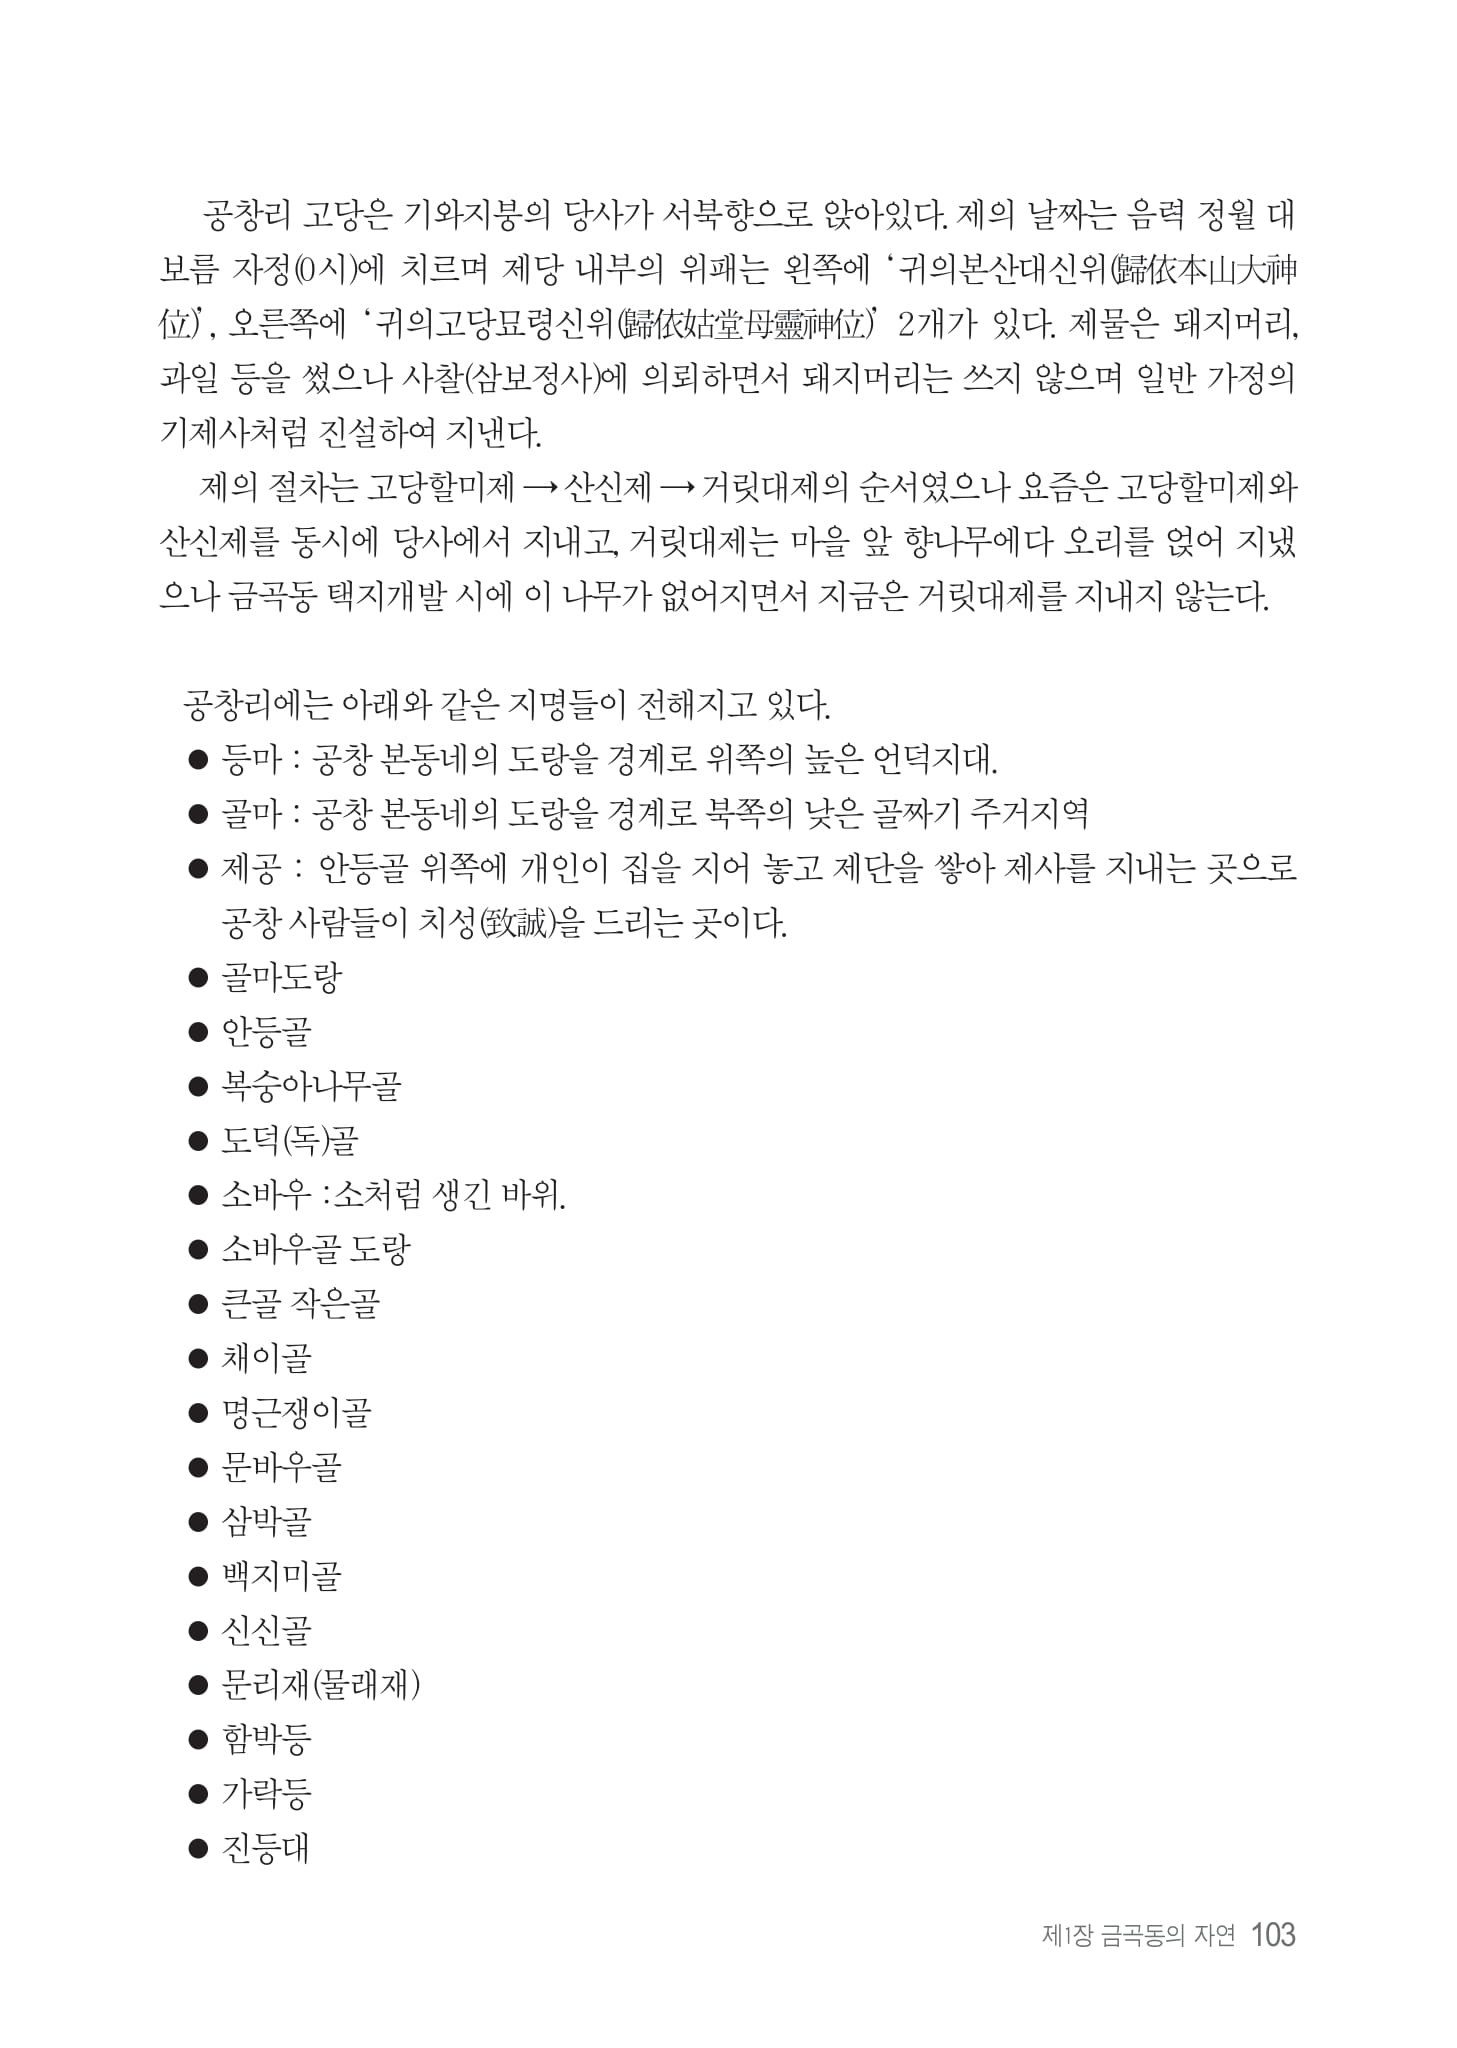 공창리 고당은 기와지붕의 당사가 서북향으로 앉아있다. 제의 날짜는 음력 정월 대
보름 자정(0시)에 치르며 제당 내부의 위패는 왼쪽에 ‘귀의본산대신위(歸依本山大神
位)’, 오른쪽에 ‘귀의고당묘령신위(歸依姑堂母靈神位)’ 2개가 있다. 제물은 돼지머리,
과일 등을 썼으나 사찰(삼보정사)에 의뢰하면서 돼지머리는 쓰지 않으며 일반 가정의
기제사처럼 진설하여 지낸다.
제의 절차는 고당할미제 → 산신제 → 거릿대제의 순서였으나 요즘은 고당할미제와
산신제를 동시에 당사에서 지내고, 거릿대제는 마을 앞 향나무에다 오리를 얹어 지냈
으나 금곡동 택지개발 시에 이 나무가 없어지면서 지금은 거릿대제를 지내지 않는다.
공창리에는 아래와 같은 지명들이 전해지고 있다.
● 등마 : 공창 본동네의 도랑을 경계로 위쪽의 높은 언덕지대.
● 골마 : 공창 본동네의 도랑을 경계로 북쪽의 낮은 골짜기 주거지역
● 제공 : 안등골 위쪽에 개인이 집을 지어 놓고 제단을 쌓아 제사를 지내는 곳으로
공창 사람들이 치성(致誠)을 드리는 곳이다.
● 골마도랑
● 안등골
● 복숭아나무골
● 도덕(독)골
● 소바우 :소처럼 생긴 바위.
● 소바우골 도랑
● 큰골 작은골
● 채이골
● 명근쟁이골
● 문바우골
● 삼박골
● 백지미골
● 신신골
● 문리재(물래재)
● 함박등
● 가락등
● 진등대
제1장 금곡동의 자연 103